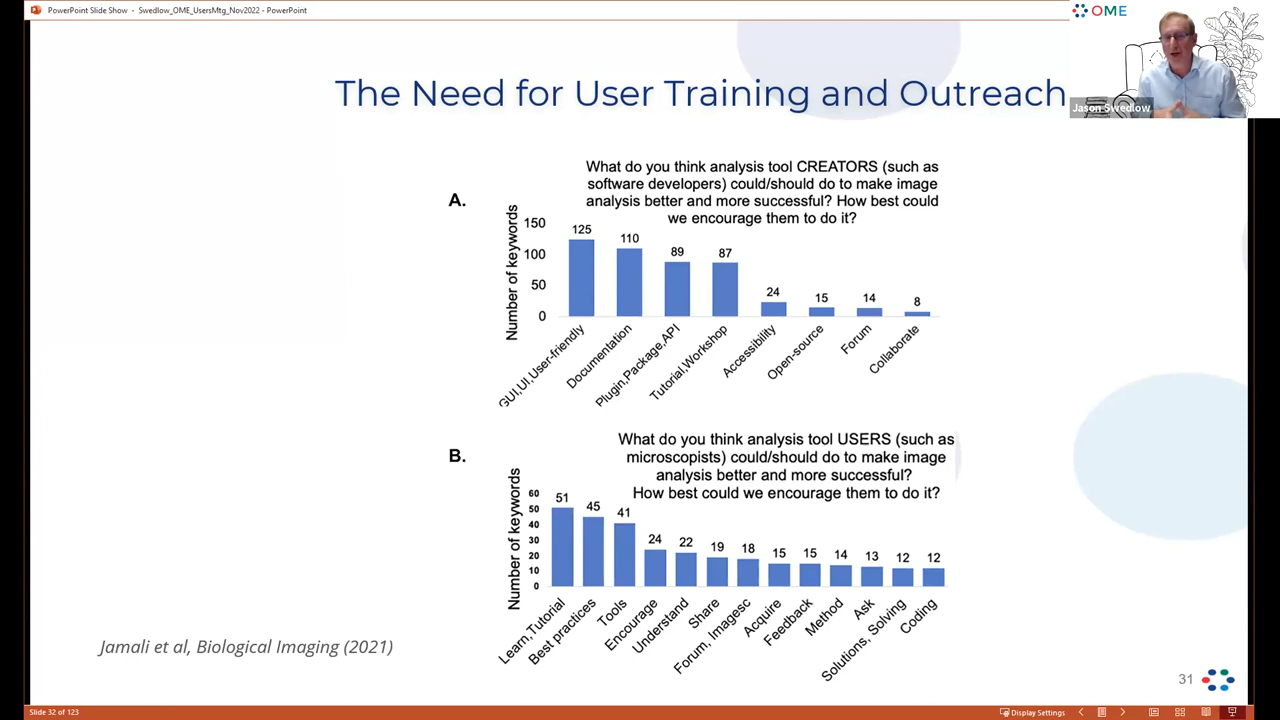 PowerPoint Slide Show - Swedlow_OME_UsersMtg_Nov2022 - PowerPoint
OME
Jason Swedlow
The Need for User Training and Outreach
A.
What do you think analysis tool CREATORS (such as
software developers) could/should do to make image
analysis better and more successful? How best could
we encourage them to do it?
Number of keywords
150
100
50
0
125
110
89
87
24
15
14
8
GUI,UI,User-friendly
Documentation
Plugin,Package,API
Tutorial,Workshop
Accessibility
Open-source
Forum
Collaborate
B.
What do you think analysis tool USERS (such as
microscopists) could/should do to make image
analysis better and more successful?
How best could we encourage them to do it?
Number of keywords
60
50
40
30
20
10
0
51
45
41
24
22
19
18
15
15
14
13
12
12
Learn,Tutorial
Best practices
Tools
Encourage
Understand
Share
Forum, Imagesc
Acquire
Feedback
Method
Ask
Solutions, Solving
Coding
Jamali et al, Biological Imaging (2021)
31
Slide 32 of 123
Display Settings